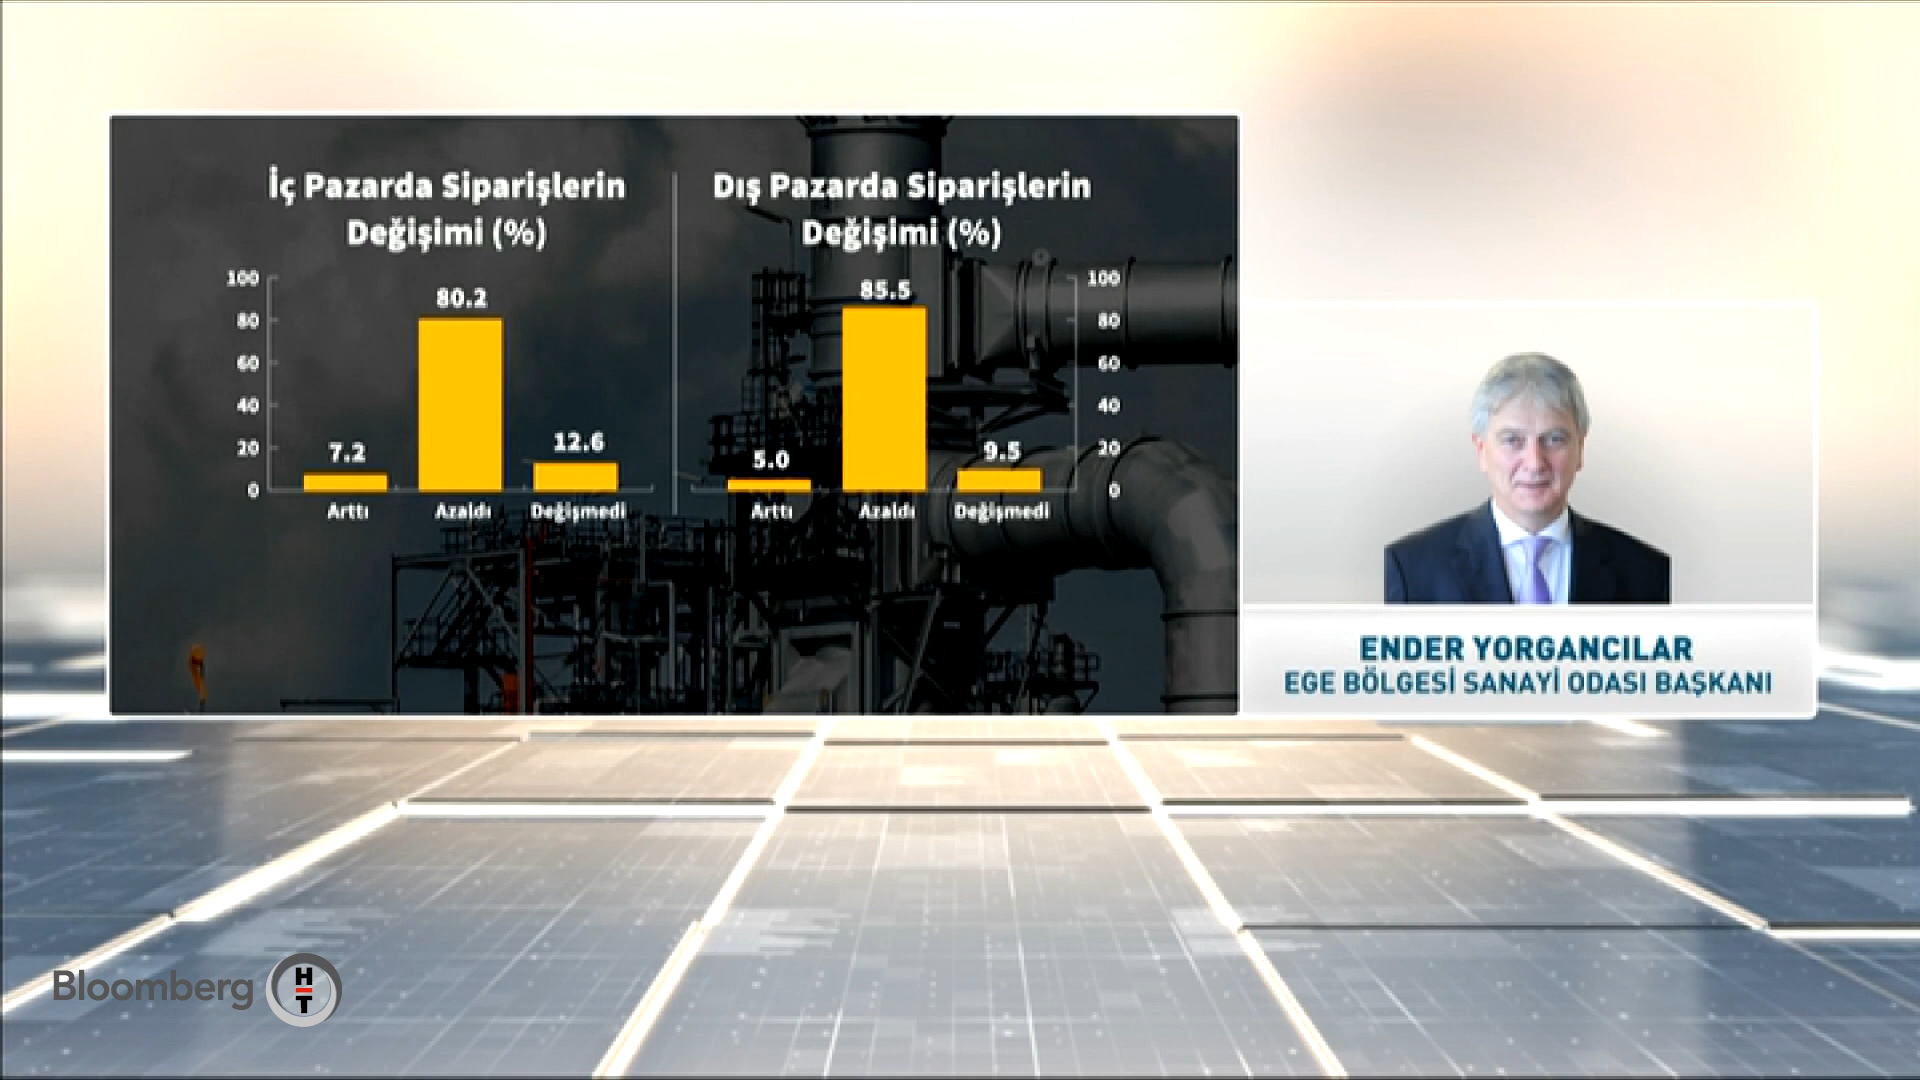 İç Pazarda Siparişlerin
Değişimi (%)
100
80
60
40
20
0
7.2
80.2
12.6
Arttı
Azaldı
Değişmedi
Dış Pazarda Siparişlerin
Değişimi (%)
100
80
60
40
20
0
5.0
85.5
9.5
Arttı
Azaldı
Değişmedi
ENDER YORGANCILAR
EGE BÖLGESİ SANAYİ ODASI BAŞKANI
Bloomberg HT